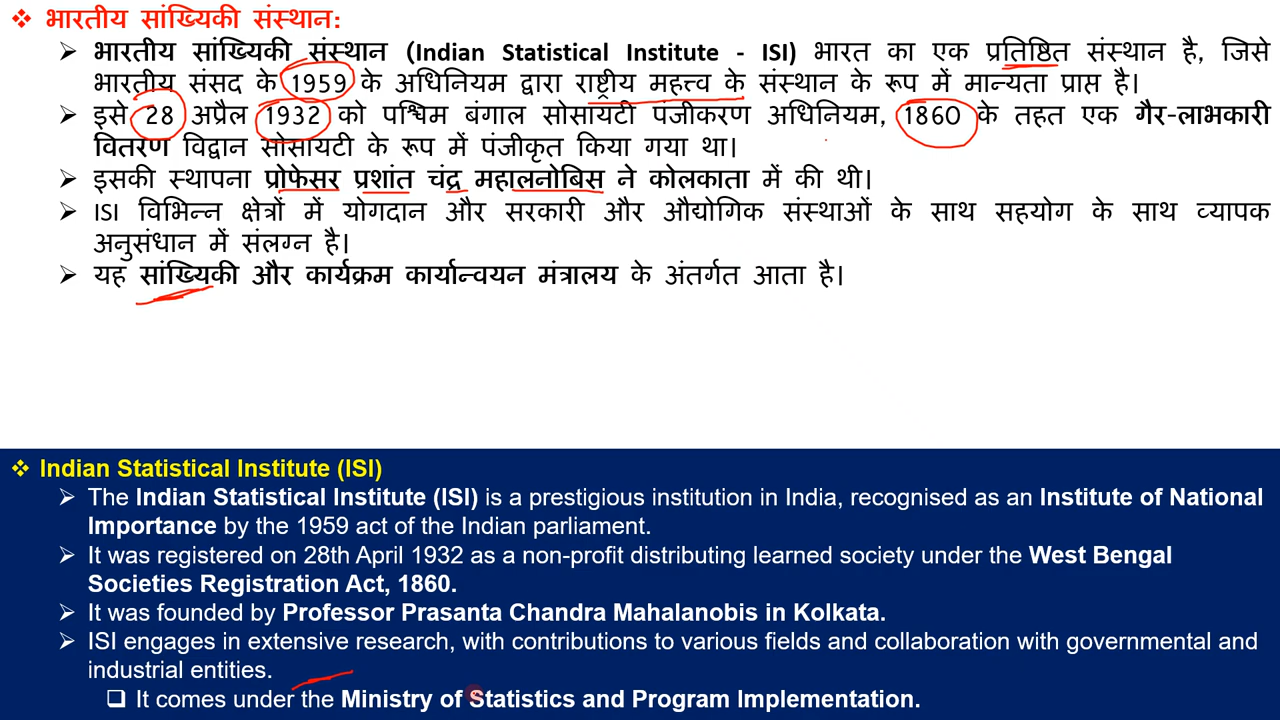 ❖ भारतीय सांख्यिकी संस्थान:
➢ भारतीय सांख्यिकी संस्थान (Indian Statistical Institute - ISI) भारत का एक प्रतिष्ठित संस्थान है, जिसे
भारतीय संसद के 1959 के अधिनियम द्वारा राष्ट्रीय महत्त्व के संस्थान के रूप में मान्यता प्राप्त है।
➢ इसे 28 अप्रैल 1932 को पश्चिम बंगाल सोसायटी पंजीकरण अधिनियम, 1860 के तहत एक गैर-लाभकारी
वितरण विद्वान सोसायटी के रूप में पंजीकृत किया गया था।
➢ इसकी स्थापना प्रोफेसर प्रशांत चंद्र महालनोबिस ने कोलकाता में की थी।
➢ ISI विभिन्न क्षेत्रों में योगदान और सरकारी और औद्योगिक संस्थाओं के साथ सहयोग के साथ व्यापक
अनुसंधान में संलग्न है।
➢ यह सांख्यिकी और कार्यक्रम कार्यान्वयन मंत्रालय के अंतर्गत आता है।
❖ Indian Statistical Institute (ISI)
➢ The Indian Statistical Institute (ISI) is a prestigious institution in India, recognised as an Institute of National
Importance by the 1959 act of the Indian parliament.
➢ It was registered on 28th April 1932 as a non-profit distributing learned society under the West Bengal
Societies Registration Act, 1860.
➢ It was founded by Professor Prasanta Chandra Mahalanobis in Kolkata.
➢ ISI engages in extensive research, with contributions to various fields and collaboration with governmental and
industrial entities.
❑ It comes under the Ministry of Statistics and Program Implementation.